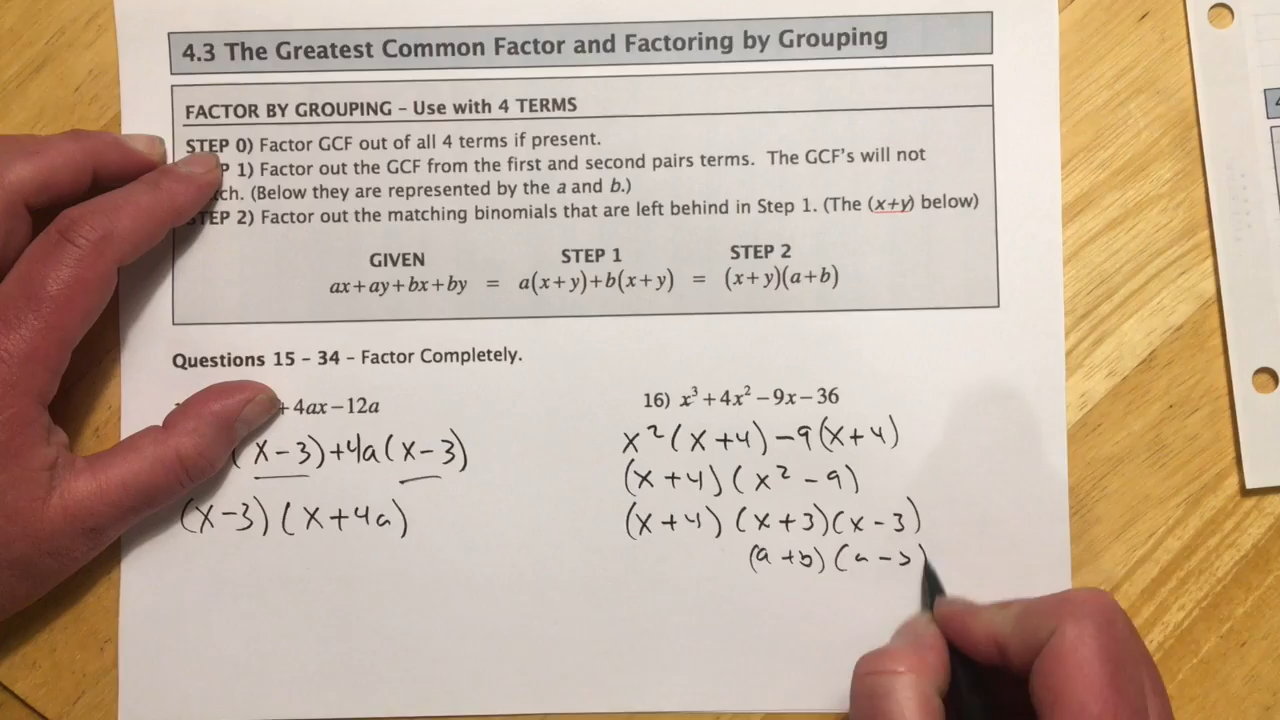 4.3 The Greatest Common Factor and Factoring by Grouping
FACTOR BY GROUPING – Use with 4 TERMS
STEP 0) Factor GCF out of all 4 terms if present.
P 1) Factor out the GCF from the first and second pairs terms. The GCF's will not
ch. (Below they are represented by the a and b.)
STEP 2) Factor out the matching binomials that are left behind in Step 1. (The (x+y) below)
GIVEN STEP 1 STEP 2
ax+ay+bx+by = a(x+y)+b(x+y) = (x+y)(a+b)
Questions 15 – 34 – Factor Completely.
+4ax−12a
(x−3)+4a(x−3)
(x−3)(x+4a)
16) x³+4x²−9x−36
x²(x+4)−9(x+4)
(x+4)(x²−9)
(x+4)(x+3)(x−3)
(a+b)(a−b)